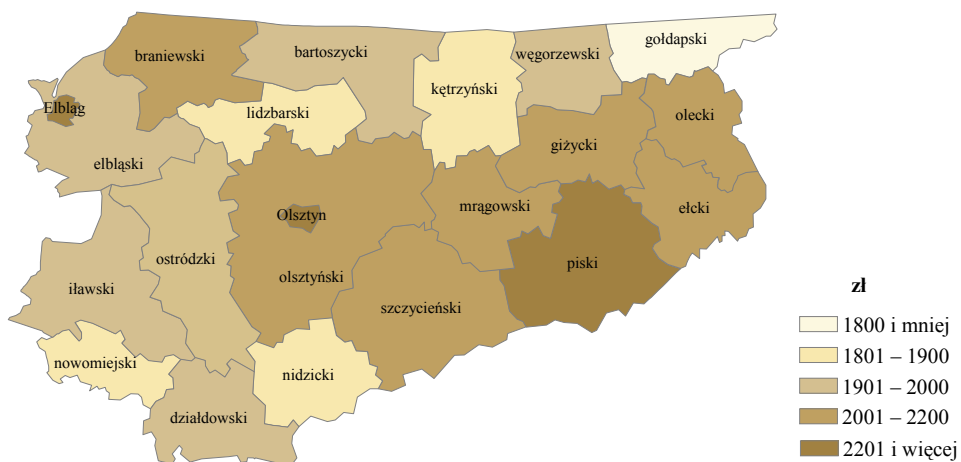 gołdapski
bartoszycki
węgorzewski
braniewski
kętrzyński
Elbląg
lidzbarski
olecki
giżycki
elbląski
mrągowski
ełcki
Olsztyn
ostródzki
piski
olsztyński
iławski
szczycieński
nowomiejski
nidzicki
działdowski
zł
1800 i mniej
1801 – 1900
1901 – 2000
2001 – 2200
2201 i więcej